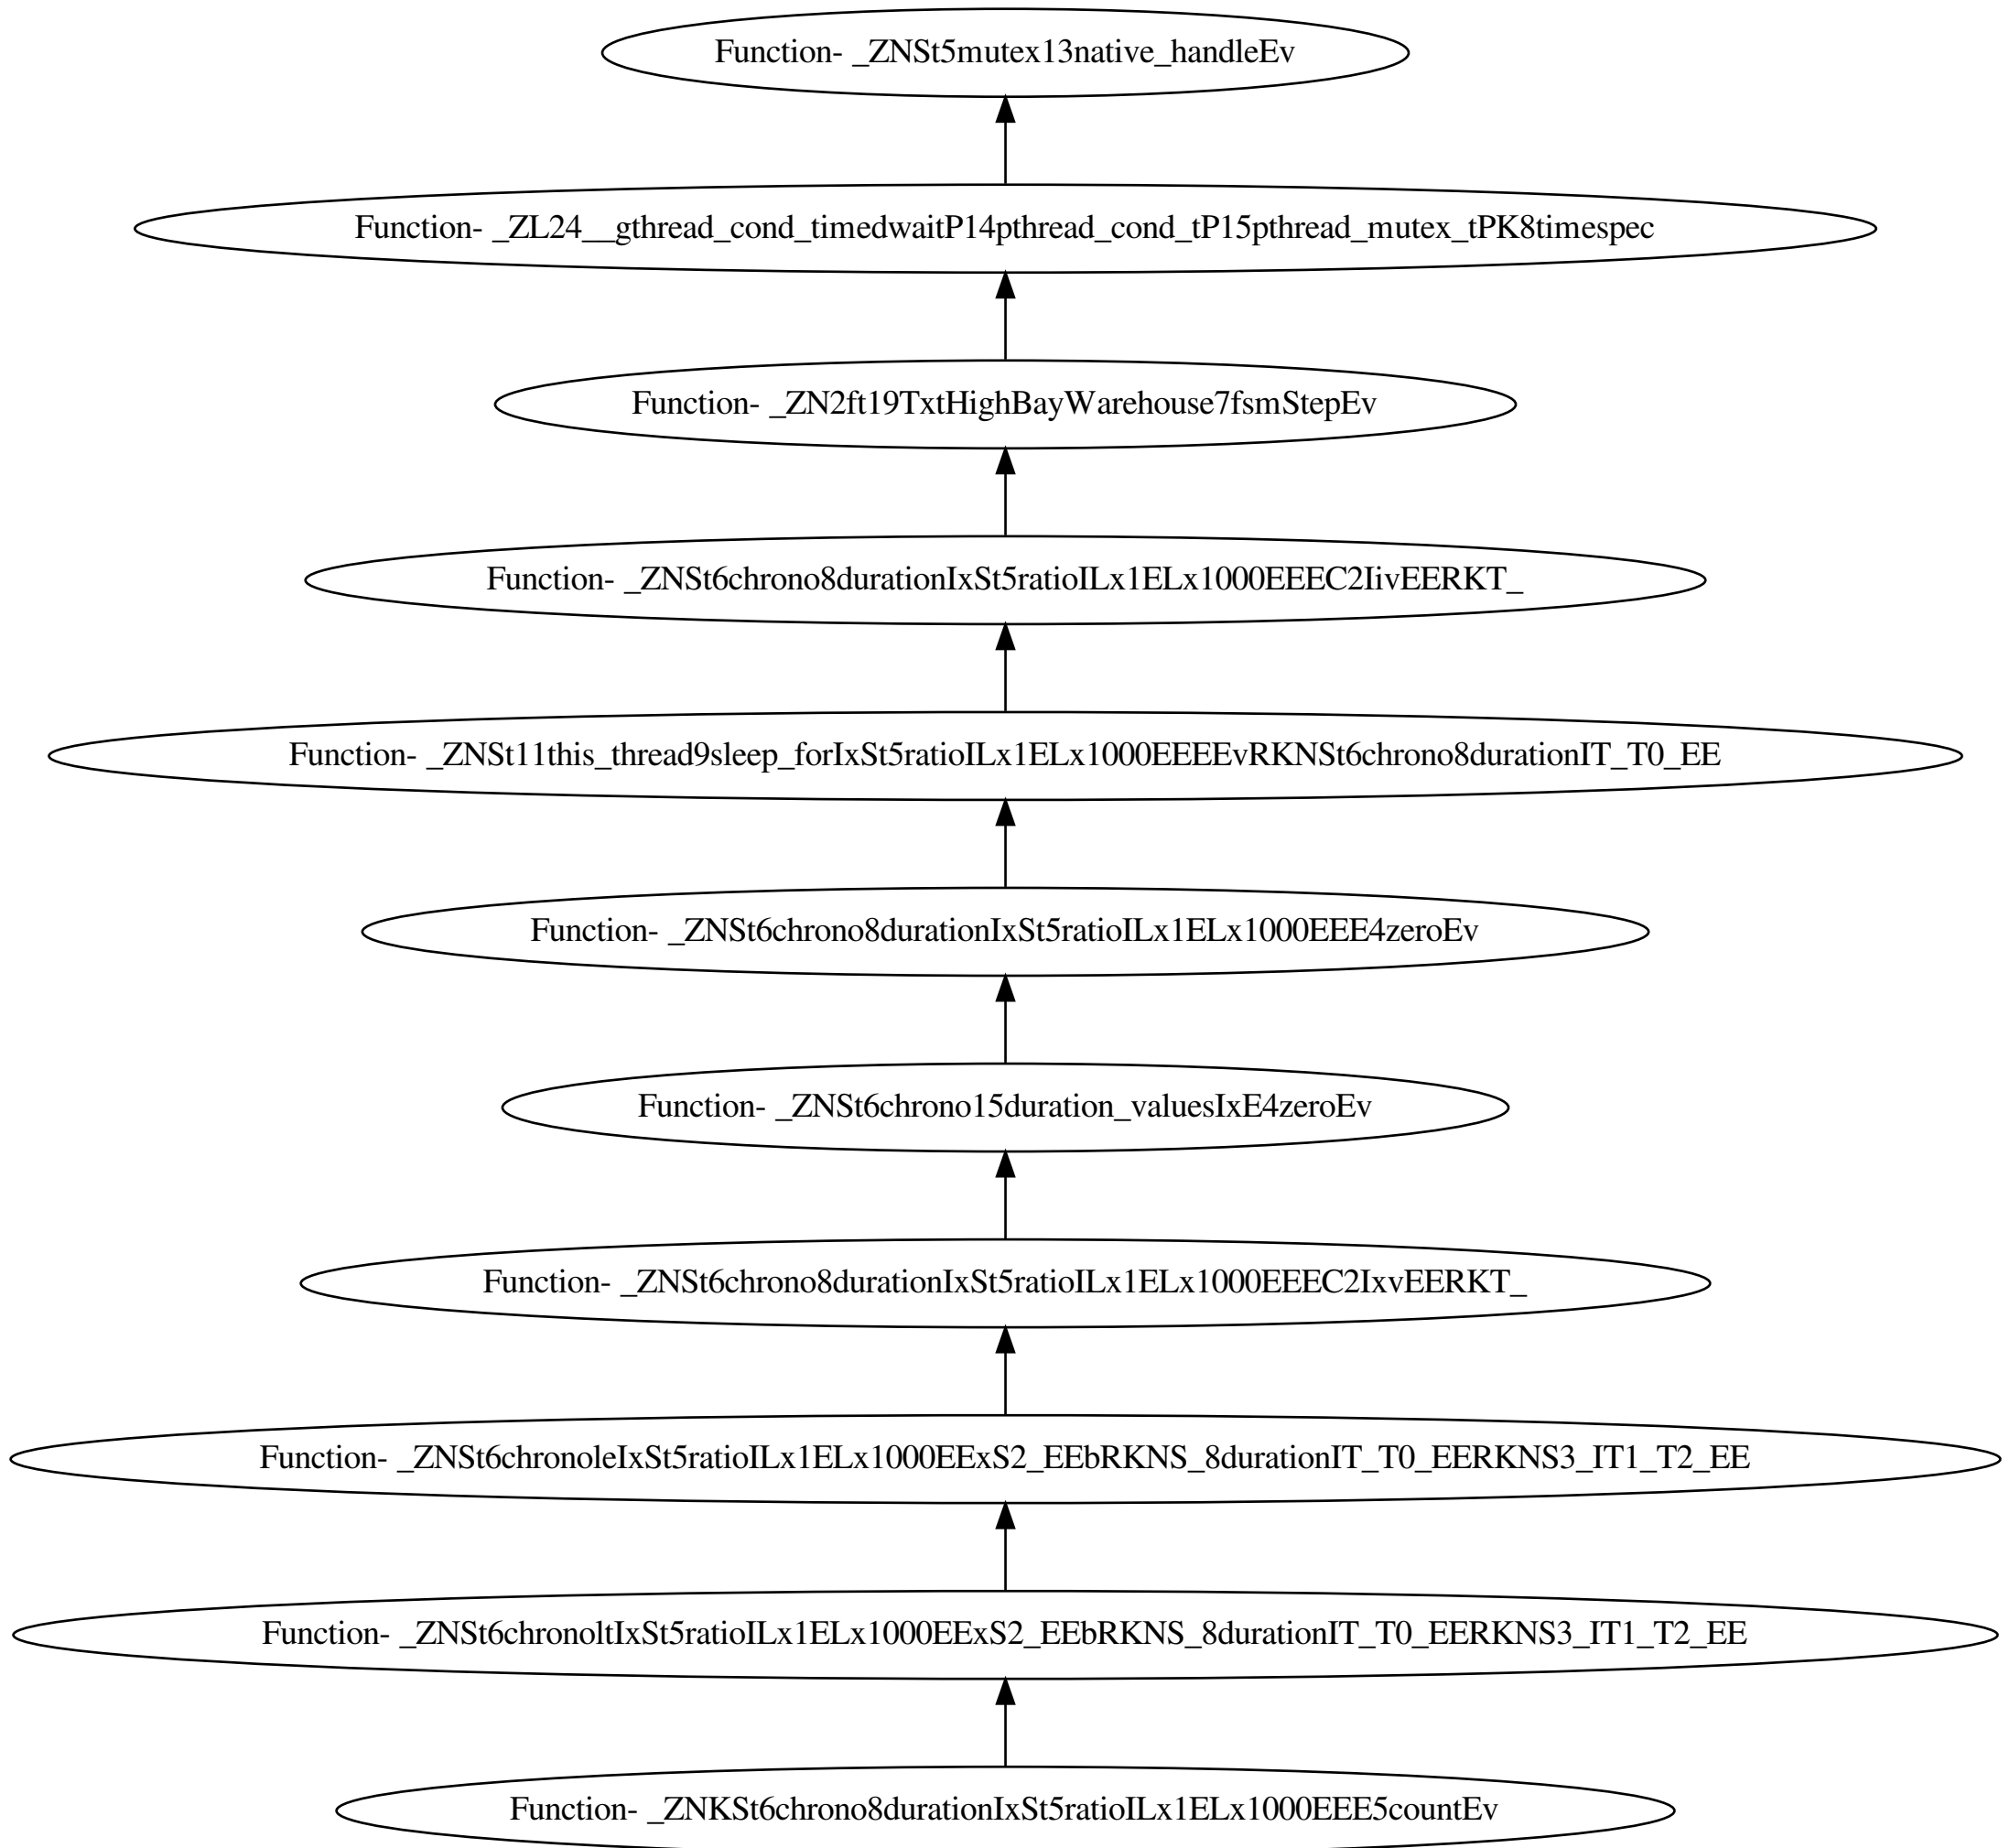 Function- _ZNSt5mutex13native_handleEv
Function- _ZL24__gthread_cond_timedwaitP14pthread_cond_tP15pthread_mutex_tPK8timespec
Function- _ZN2ft19TxtHighBayWarehouse7fsmStepEv
Function- _ZNSt6chrono8durationIxSt5ratioILx1ELx1000EEEC2IivEERKT_
Function- _ZNSt11this_thread9sleep_forIxSt5ratioILx1ELx1000EEEEvRKNSt6chrono8durationIT_T0_EE
Function- _ZNSt6chrono8durationIxSt5ratioILx1ELx1000EEE4zeroEv
Function- _ZNSt6chrono15duration_valuesIxE4zeroEv
Function- _ZNSt6chrono8durationIxSt5ratioILx1ELx1000EEEC2IxvEERKT_
Function- _ZNSt6chronoleIxSt5ratioILx1ELx1000EExS2_EEbRKNS_8durationIT_T0_EERKNS3_IT1_T2_EE
Function- _ZNSt6chronoltIxSt5ratioILx1ELx1000EExS2_EEbRKNS_8durationIT_T0_EERKNS3_IT1_T2_EE
Function- _ZNKSt6chrono8durationIxSt5ratioILx1ELx1000EEE5countEv